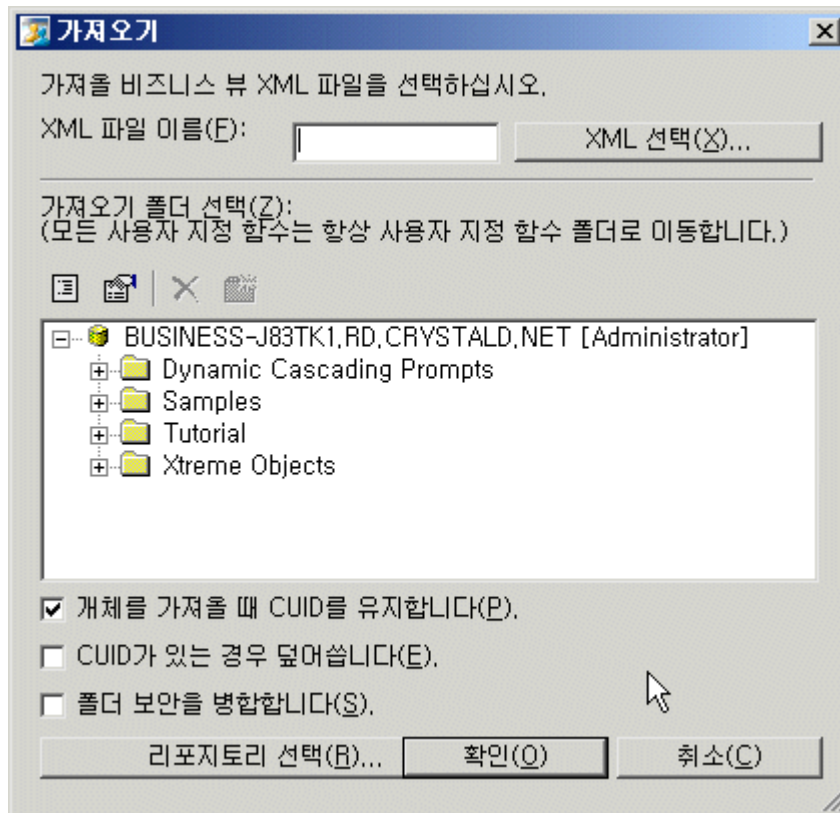 가져오기
가져올 비즈니스 뷰 XML 파일을 선택하십시오.
XML 파일 이름(F):
XML 선택(X)...
가져오기 폴더 선택(Z):
(모든 사용자 지정 함수는 항상 사용자 지정 함수 폴더로 이동합니다.)
BUSINESS-J83TK1.RD.CRYSTALD.NET [Administrator]
Dynamic Cascading Prompts
Samples
Tutorial
Xtreme Objects
개체를 가져올 때 CUID를 유지합니다(P).
CUID가 있는 경우 덮어씁니다(E).
폴더 보안을 병합합니다(S).
리포지토리 선택(R)... 확인(O) 취소(C)